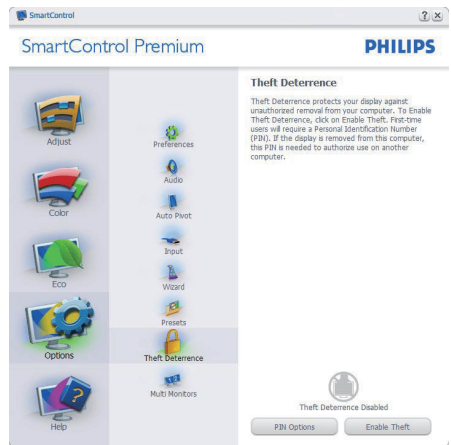 SmartControl
? x
SmartControl Premium
PHILIPS
Adjust
Color
Eco
Options
Help
Preferences
Audio
Auto Pivot
Input
Wizard
Presets
Theft Deterrence
Multi Monitors
Theft Deterrence
Theft Deterrence protects your display against
unauthorized removal from your computer. To Enable
Theft Deterrence, click on Enable Theft. First-time
users will require a Personal Identification Number
(PIN). If the display is removed from this computer,
this PIN is needed to authorize use on another
computer.
Theft Deterrence Disabled
PIN Options
Enable Theft